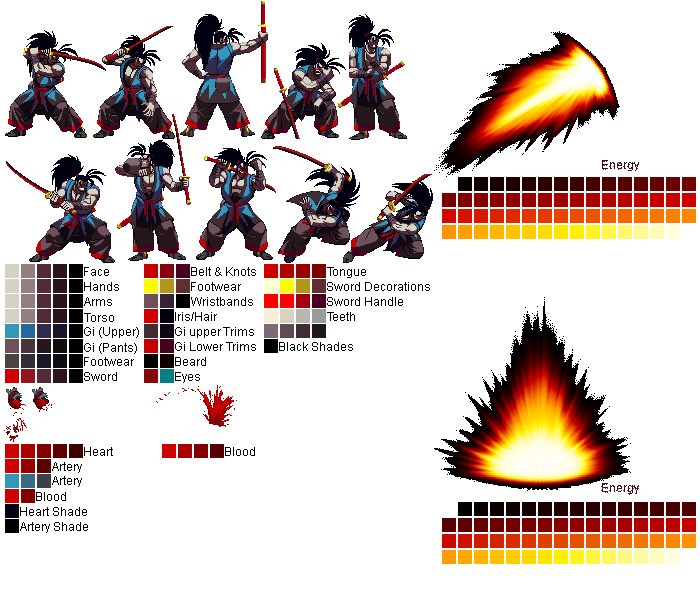 Energy
Face
Hands
Arms
Torso
Gi (Upper)
Gi (Pants)
Footwear
Sword
Belt & Knots
Footwear
Wristbands
Iris/Hair
Gi upper Trims
Gi Lower Trims
Beard
Eyes
Tongue
Sword Decorations
Sword Handle
Teeth
Black Shades
Heart
Artery
Artery
Blood
Heart Shade
Artery Shade
Blood
Energy